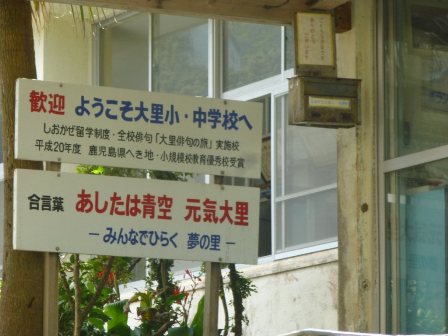 歓迎 ようこそ大里小・中学校へ
しおかぜ留学制度・全校俳句「大里俳句の旅」実施校
平成20年度 鹿児島県へき地・小規模校教育優秀校受賞
合言葉 あしたは青空 元気大里
－みんなでひらく 夢の里－